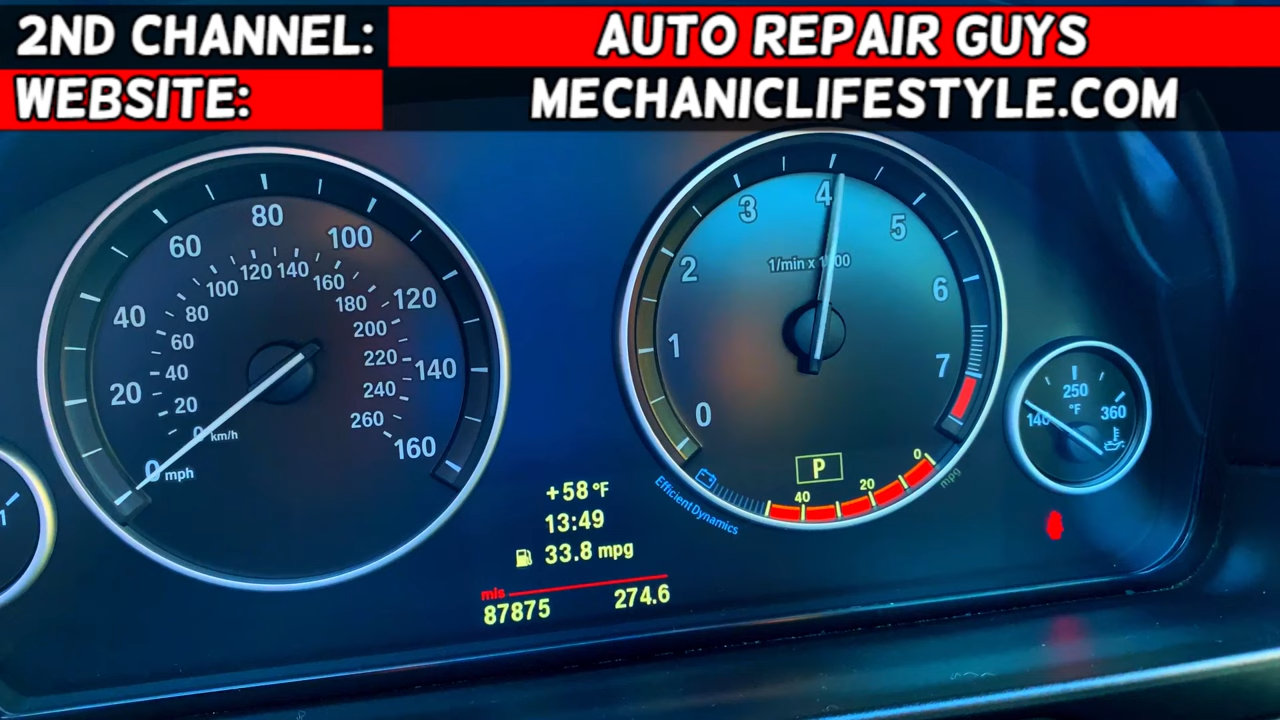 2ND CHANNEL: AUTO REPAIR GUYS
WEBSITE: MECHANICLIFESTYLE.COM
0 20 40 60 80 100 120 140 160
mph
0 20 40 60 80 100 120 140 160 180 200 220 240 260
km/h
0 1 2 3 4 5 6 7
P
40 20 0
mpg
EfficientDynamics
250
°F
140 360
+58 °F
13:49
33.8 mpg
mls
87875 274.6
1